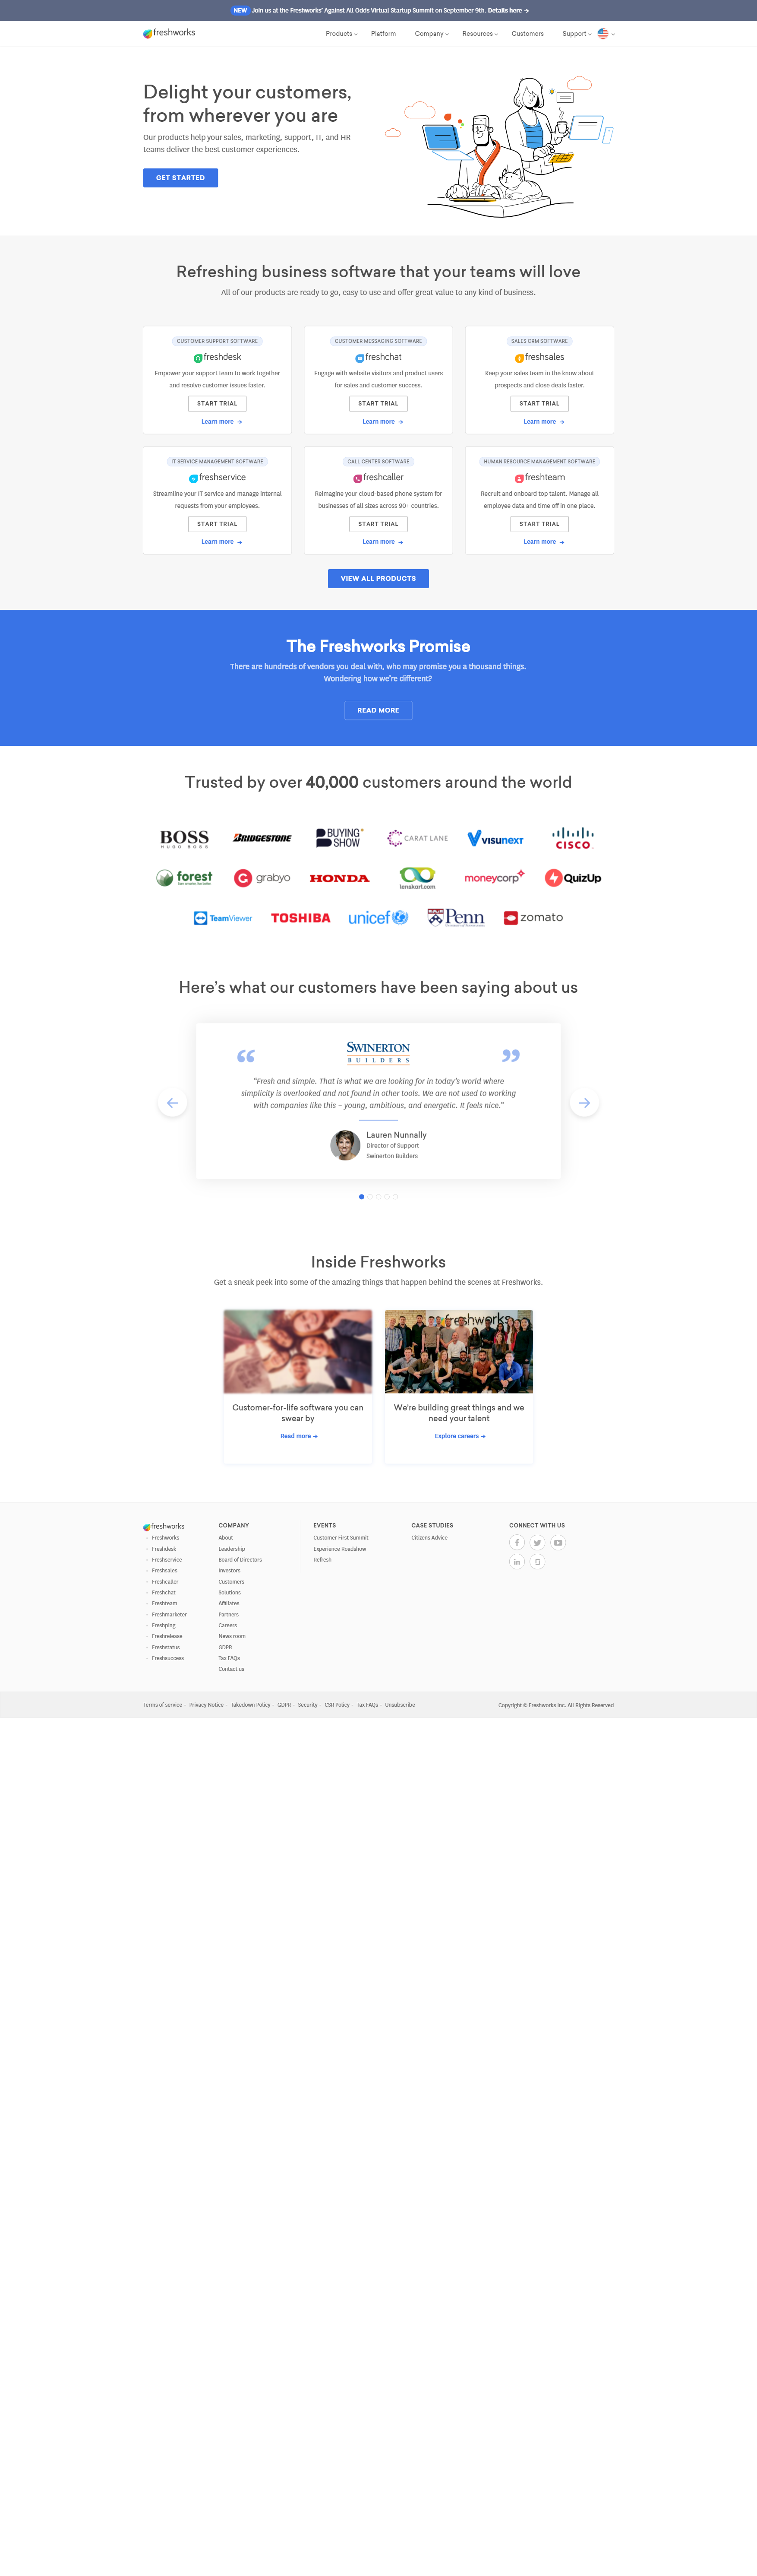 NEW Join us at the Freshworks' Against All Odds Virtual Startup Summit on September 9th. Details here →
freshworks
Products
Platform
Company
Resources
Customers
Support
Delight your customers,
from wherever you are
Our products help your sales, marketing, support, IT, and HR
teams deliver the best customer experiences.
GET STARTED
Refreshing business software that your teams will love
All of our products are ready to go, easy to use and offer great value to any kind of business.
CUSTOMER SUPPORT SOFTWARE
freshdesk
Empower your support team to work together
and resolve customer issues faster.
START TRIAL
Learn more →
CUSTOMER MESSAGING SOFTWARE
freshchat
Engage with website visitors and product users
for sales and customer success.
START TRIAL
Learn more →
SALES CRM SOFTWARE
freshsales
Keep your sales team in the know about
prospects and close deals faster.
START TRIAL
Learn more →
IT SERVICE MANAGEMENT SOFTWARE
freshservice
Streamline your IT service and manage internal
requests from your employees.
START TRIAL
Learn more →
CALL CENTER SOFTWARE
freshcaller
Reimagine your cloud-based phone system for
businesses of all sizes across 90+ countries.
START TRIAL
Learn more →
HUMAN RESOURCE MANAGEMENT SOFTWARE
freshteam
Recruit and onboard top talent. Manage all
employee data and time off in one place.
START TRIAL
Learn more →
VIEW ALL PRODUCTS
The Freshworks Promise
There are hundreds of vendors you deal with, who may promise you a thousand things.
Wondering how we're different?
READ MORE
Trusted by over 40,000 customers around the world
BOSS
HUGO BOSS
BRIDGESTONE
BUYING
SHOW
CARAT LANE
VISUNEXT
CISCO
forest
grabyo
HONDA
lenskart.com
moneycorp
QuizUp
TeamViewer
TOSHIBA
unicef
Penn
zomato
Here's what our customers have been saying about us
“
SWINERTON
BUILDERS
”
"Fresh and simple. That is what we are looking for in today's world where
simplicity is overlooked and not found in other tools. We are not used to working
with companies like this – young, ambitious, and energetic. It feels nice."
Lauren Nunnally
Director of Support
Swinerton Builders
Inside Freshworks
Get a sneak peek into some of the amazing things that happen behind the scenes at Freshworks.
Customer-for-life software you can
swear by
Read more →
freshworks
We're building great things and we
need your talent
Explore careers →
freshworks
Freshworks
Freshdesk
Freshservice
Freshsales
Freshcaller
Freshchat
Freshteam
Freshmarketer
Freshping
Freshrelease
Freshstatus
Freshsuccess
COMPANY
About
Leadership
Board of Directors
Investors
Customers
Solutions
Affiliates
Partners
Careers
News room
GDPR
Tax FAQs
Contact us
EVENTS
Customer First Summit
Experience Roadshow
Refresh
CASE STUDIES
Citizens Advice
CONNECT WITH US
Terms of service - Privacy Notice - Takedown Policy - GDPR - Security - CSR Policy - Tax FAQs - Unsubscribe
Copyright © Freshworks Inc. All Rights Reserved